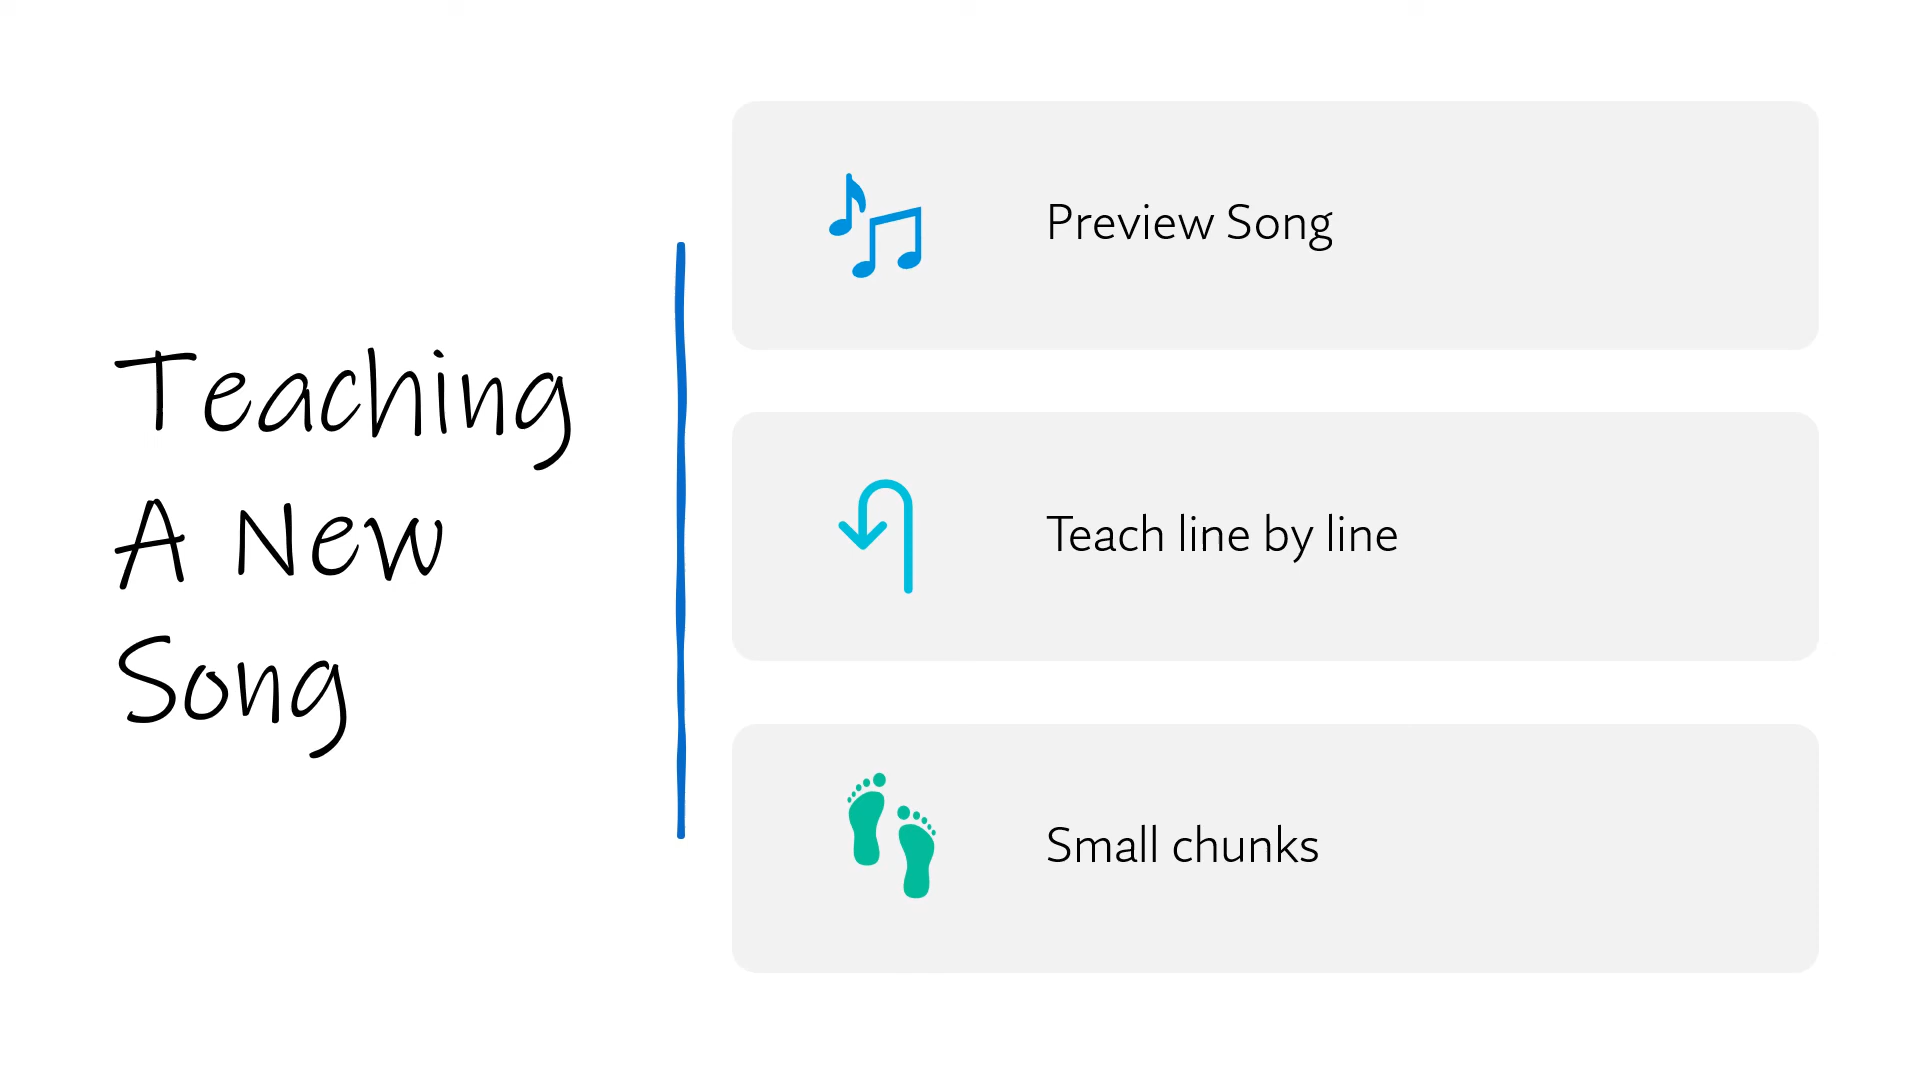 Teaching
A New
Song
Preview Song
Teach line by line
Small chunks